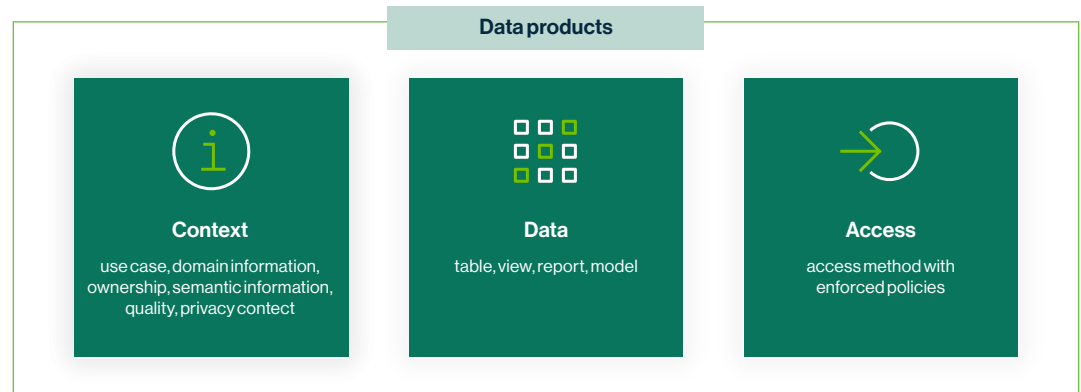 Data products
Context
use case, domain information,
ownership, semantic information,
quality, privacy contect
Data
table, view, report, model
Access
access method with
enforced policies